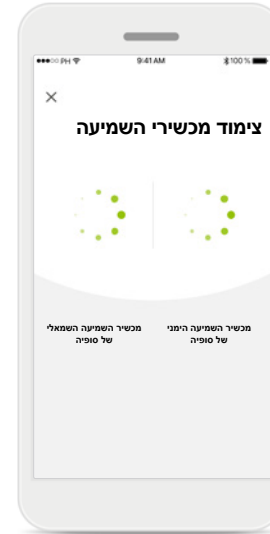 ●●●○○ PH 9:41 AM 100 %
×
צימוד מכשירי השמיעה
מכשיר השמיעה הימני
של סופיה
מכשיר השמיעה השמאלי
של סופיה